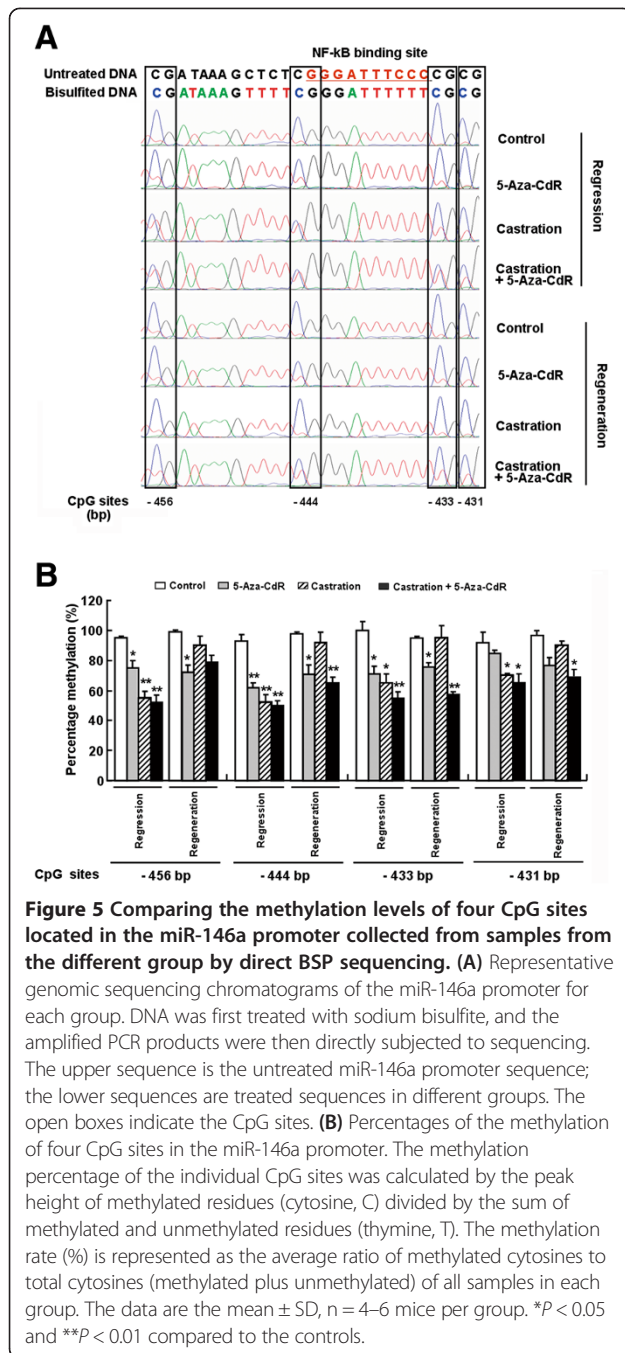 A
NF-kB binding site
Untreated DNA C G A T A A A G C T C T C G G G A T T T C C C C G C G
Bisulfited DNA C G A T A A A G T T T T C G G G A T T T T T T C G C G
Control
5-Aza-CdR
Castration
Castration
+ 5-Aza-CdR
Regression
Control
5-Aza-CdR
Castration
Castration
+ 5-Aza-CdR
Regeneration
CpG sites
(bp)
- 456 - 444 - 433 - 431
B
Control 5-Aza-CdR Castration Castration + 5-Aza-CdR
Percentage methylation (%)
120
100
80
60
40
20
0
* ** ** * ** ** ** * ** * * ** * ** * * *
Regression Regeneration Regression Regeneration Regression Regeneration Regression Regeneration
CpG sites - 456 bp - 444 bp - 433 bp - 431 bp
Figure 5 Comparing the methylation levels of four CpG sites
located in the miR-146a promoter collected from samples from
the different group by direct BSP sequencing. (A) Representative
genomic sequencing chromatograms of the miR-146a promoter for
each group. DNA was first treated with sodium bisulfite, and the
amplified PCR products were then directly subjected to sequencing.
The upper sequence is the untreated miR-146a promoter sequence;
the lower sequences are treated sequences in different groups. The
open boxes indicate the CpG sites. (B) Percentages of the methylation
of four CpG sites in the miR-146a promoter. The methylation
percentage of the individual CpG sites was calculated by the peak
height of methylated residues (cytosine, C) divided by the sum of
methylated and unmethylated residues (thymine, T). The methylation
rate (%) is represented as the average ratio of methylated cytosines to
total cytosines (methylated plus unmethylated) of all samples in each
group. The data are the mean ± SD, n = 4–6 mice per group. *P < 0.05
and **P < 0.01 compared to the controls.